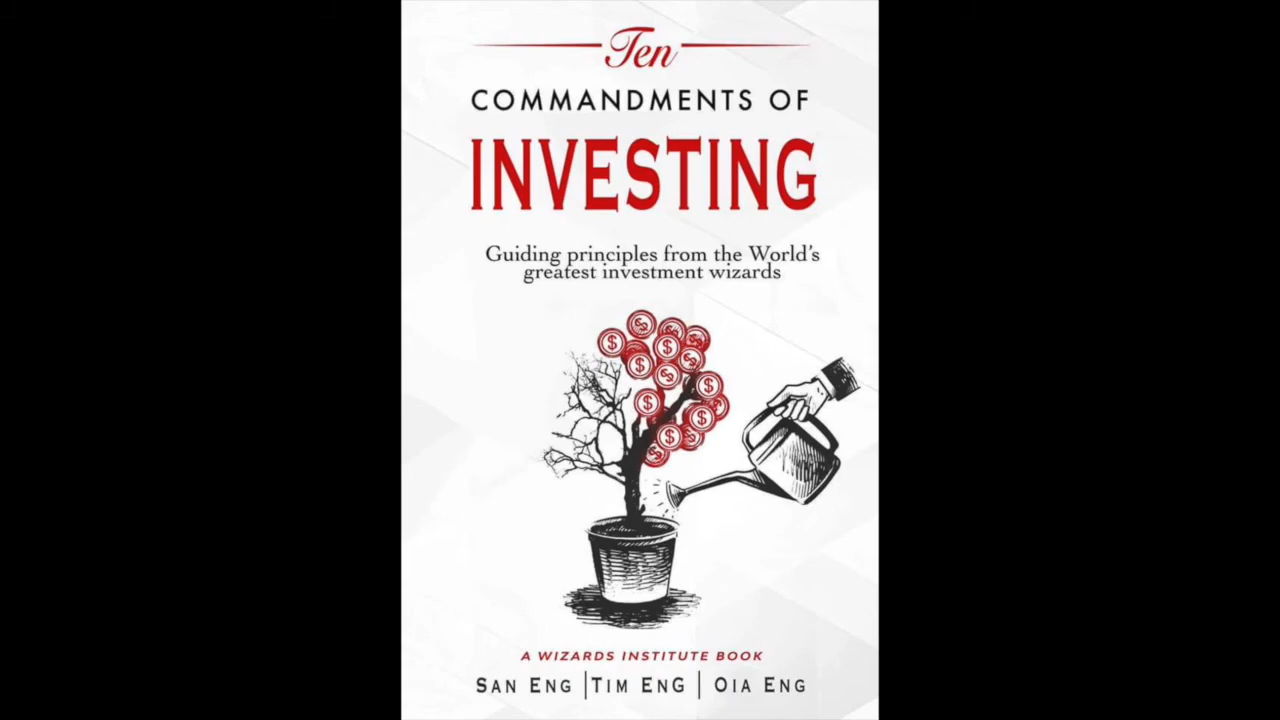 Ten
COMMANDMENTS OF
INVESTING
Guiding principles from the World's
greatest investment wizards
A WIZARDS INSTITUTE BOOK
SAN ENG | TIM ENG | OIA ENG